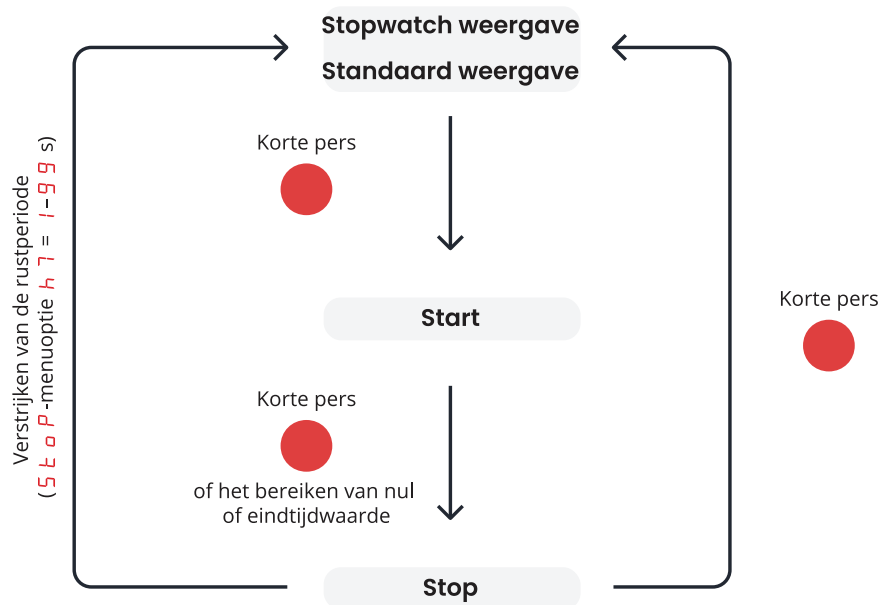 Stopwatch weergave
Standaard weergave
Korte pers
Verstrijken van de rustperiode
(StoP-menuoptie h7 = 1-99 s)
Start
Korte pers
Korte pers
of het bereiken van nul
of eindtijdwaarde
Stop